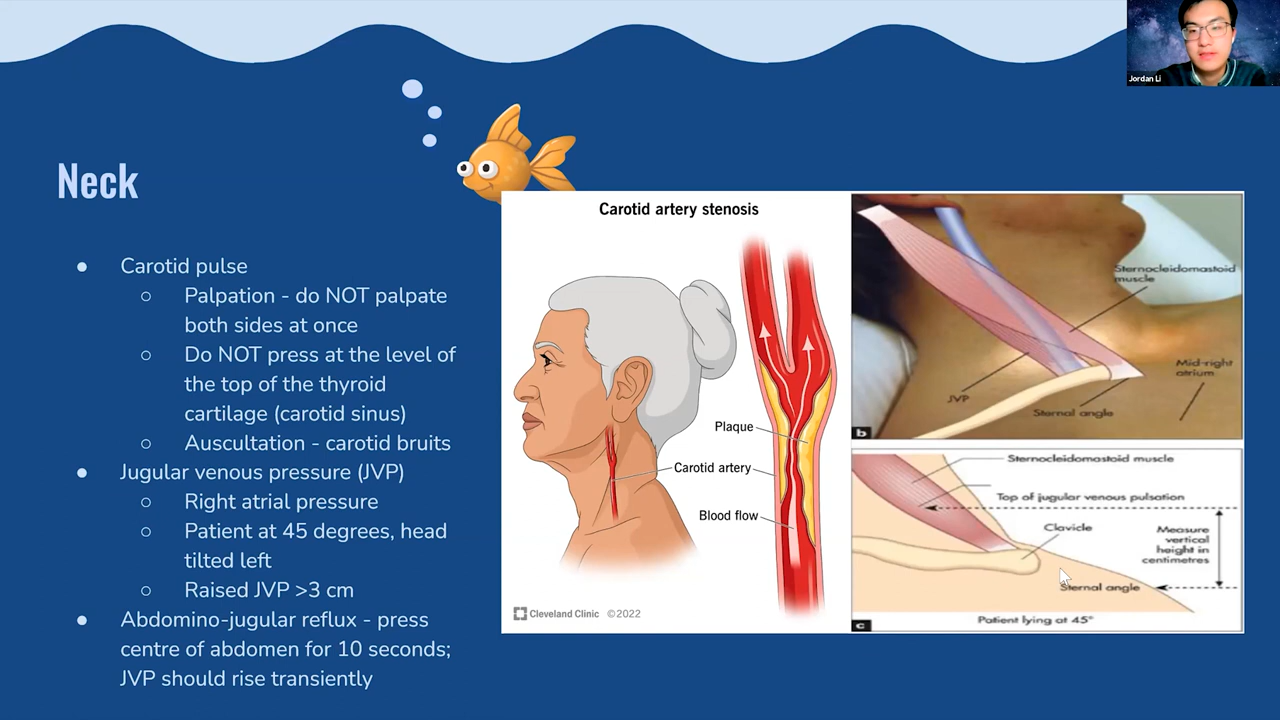 Jordan Li
Neck
● Carotid pulse
○ Palpation - do NOT palpate
both sides at once
○ Do NOT press at the level of
the top of the thyroid
cartilage (carotid sinus)
○ Auscultation - carotid bruits
● Jugular venous pressure (JVP)
○ Right atrial pressure
○ Patient at 45 degrees, head
tilted left
○ Raised JVP >3 cm
● Abdomino-jugular reflux - press
centre of abdomen for 10 seconds;
JVP should rise transiently
Carotid artery stenosis
Plaque
Carotid artery
Blood flow
Cleveland Clinic ©2022
Sternocleidomastoid
muscle
Mid-right
atrium
JVP
Sternal angle
b
Sternocleidomastoid muscle
Top of jugular venous pulsation
Clavicle
Measure
vertical
height in
centimetres
Sternal angle
c
Patient lying at 45°